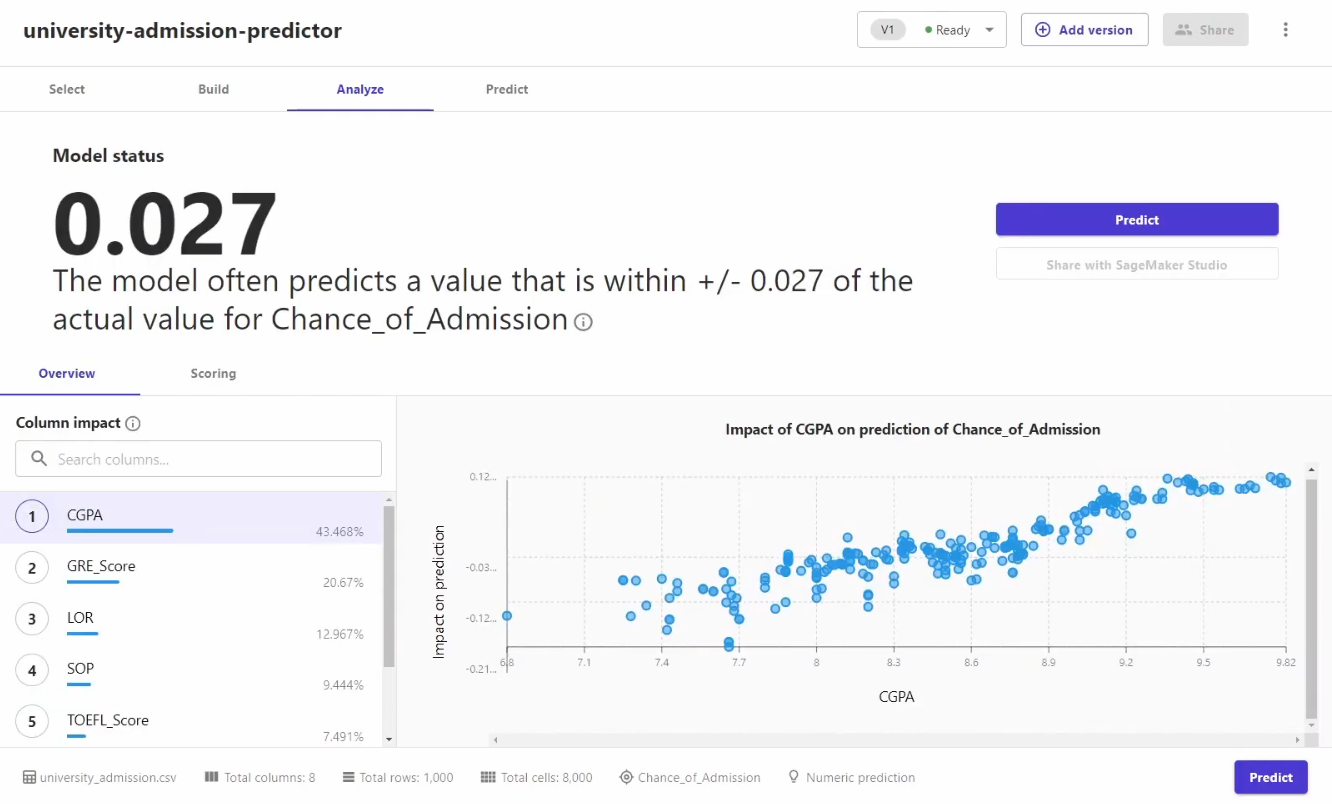 university-admission-predictor
V1 Ready
Add version
Share
Select Build Analyze Predict
Model status
0.027
The model often predicts a value that is within +/- 0.027 of the
actual value for Chance_of_Admission
Predict
Share with SageMaker Studio
Overview Scoring
Column impact
Search columns...
1 CGPA
43.468%
2 GRE_Score
20.67%
3 LOR
12.967%
4 SOP
9.444%
5 TOEFL_Score
7.491%
Impact of CGPA on prediction of Chance_of_Admission
Impact on prediction
0.12...
-0.03...
-0.12...
-0.21...
6.8 7.1 7.4 7.7 8 8.3 8.6 8.9 9.2 9.5 9.82
CGPA
university_admission.csv Total columns: 8 Total rows: 1,000 Total cells: 8,000 Chance_of_Admission Numeric prediction
Predict